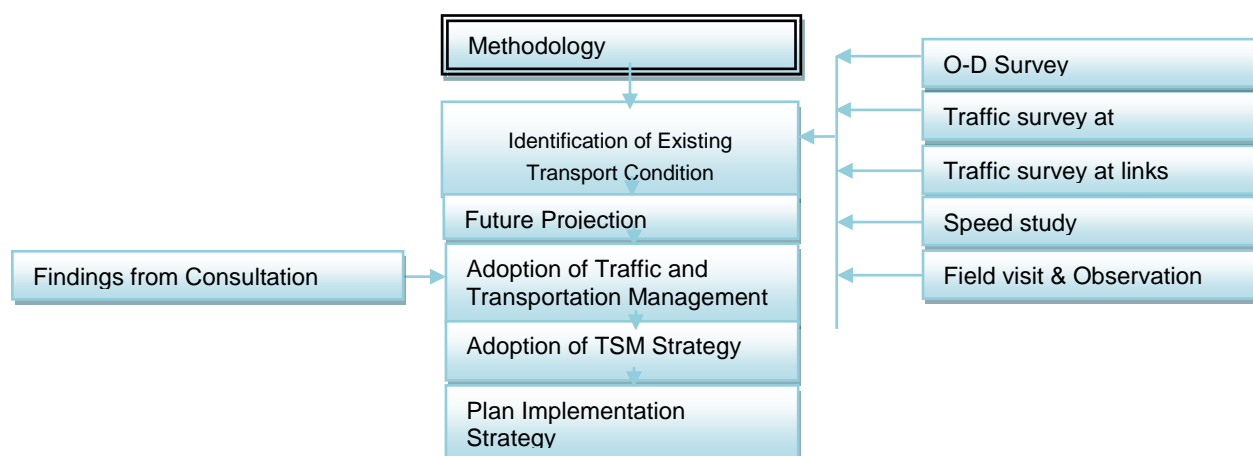 Methodology
Identification of Existing
Transport Condition
Future Projection
Findings from Consultation
Adoption of Traffic and
Transportation Management
Adoption of TSM Strategy
Plan Implementation
Strategy
O-D Survey
Traffic survey at
Traffic survey at links
Speed study
Field visit & Observation